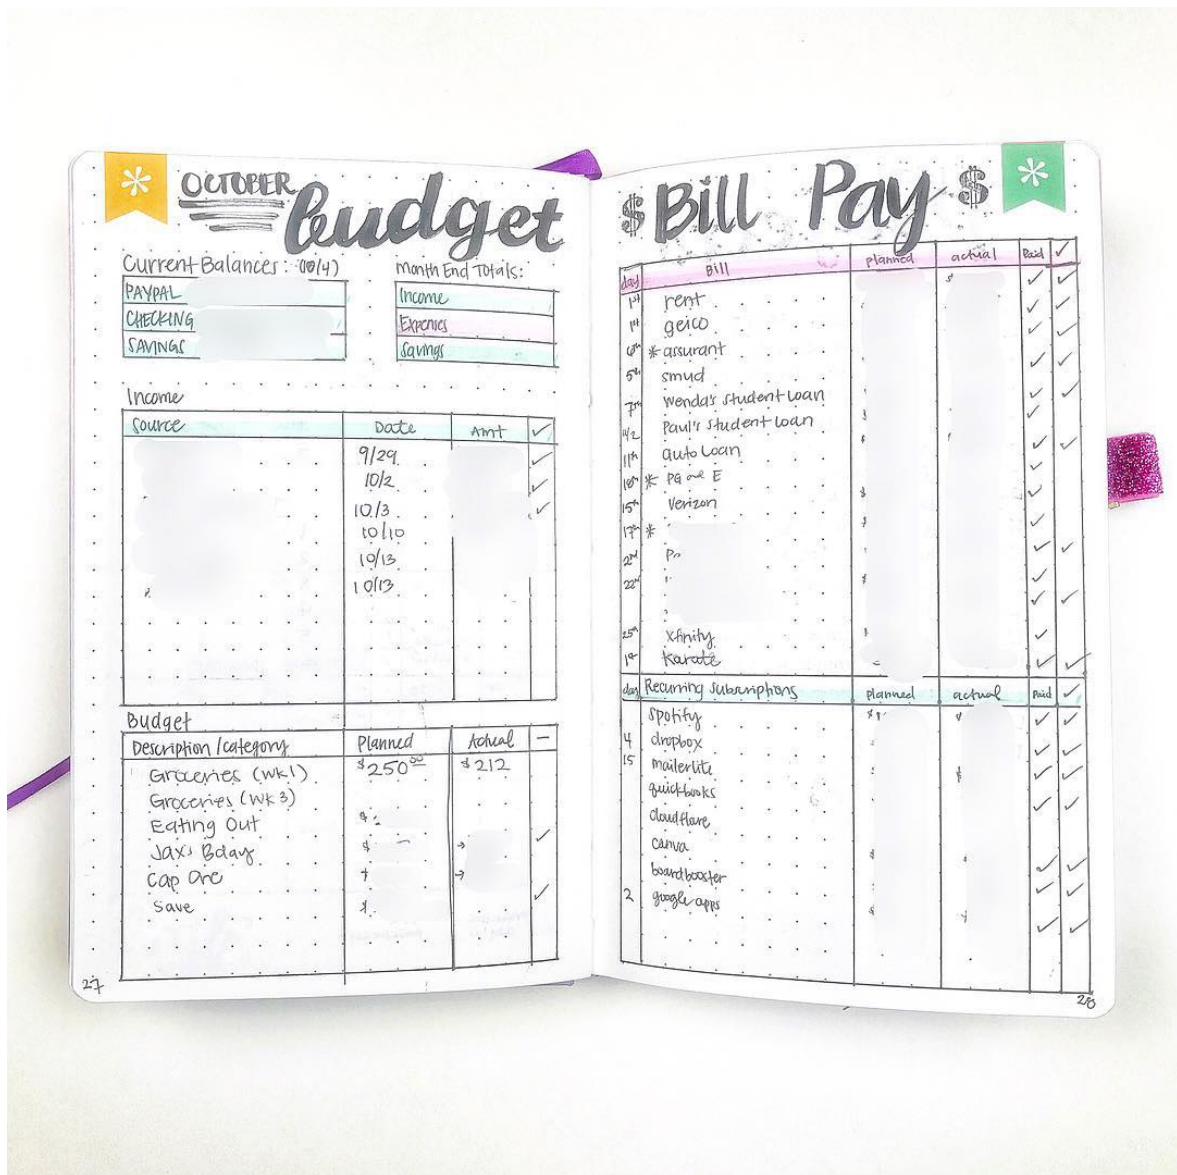 OCTOBER
budget
Current Balances: (10/4)
PAYPAL
CHECKING
SAVINGS
Month End Totals:
Income
Expenses
Savings
Income
Source Date Amt ✓
9/29 ✓
10/2 ✓
10/3 ✓
10/10
10/13
10/13
Budget
Description/category Planned Actual —
Groceries (wk1) $250.00 $212
Groceries (wk3)
Eating Out $
Jax's Bday $ → ✓
Cap One →
Save $ ✓
27
$ Bill Pay $
day Bill planned actual Paid ✓
1st rent
1st geico
6th * assurant
5th smud
7th Wenda's student loan
Paul's student loan
11th auto loan
18th * PG and E
15th Verizon
17th *
2nd
22nd
25th Xfinity
1st Karate
day Recurring subscriptions planned actual Paid ✓
spotify
4 dropbox
15 mailerlite
quickbooks
cloudflare
canva
boardbooster
2 google apps
28